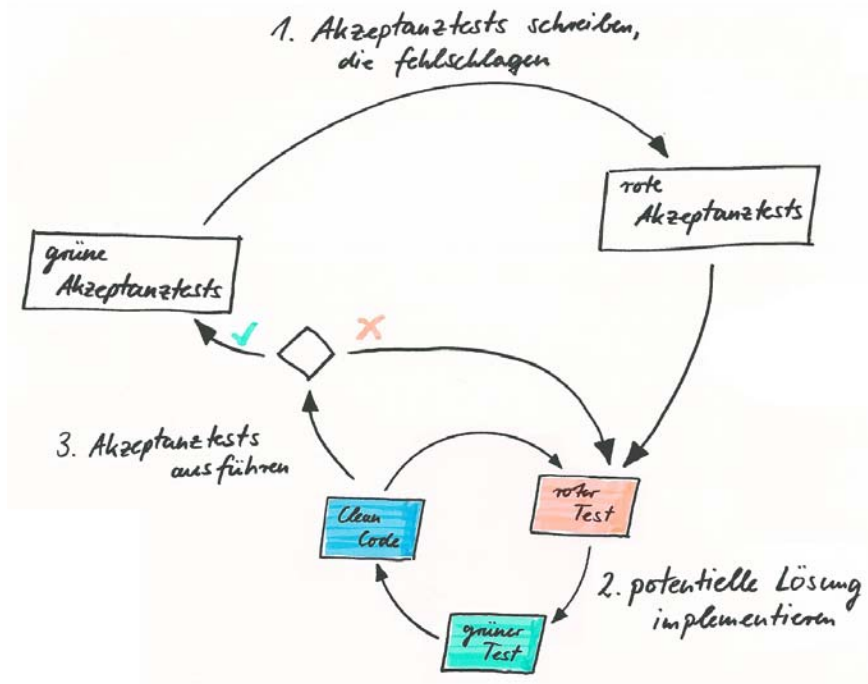 1. Akzeptanztests schreiben,
die fehlschlagen
rote
Akzeptanztests
grüne
Akzeptanztests
3. Akzeptanztests
ausführen
Clean
Code
roter
Test
2. potentielle Lösung
implementieren
grüner
Test